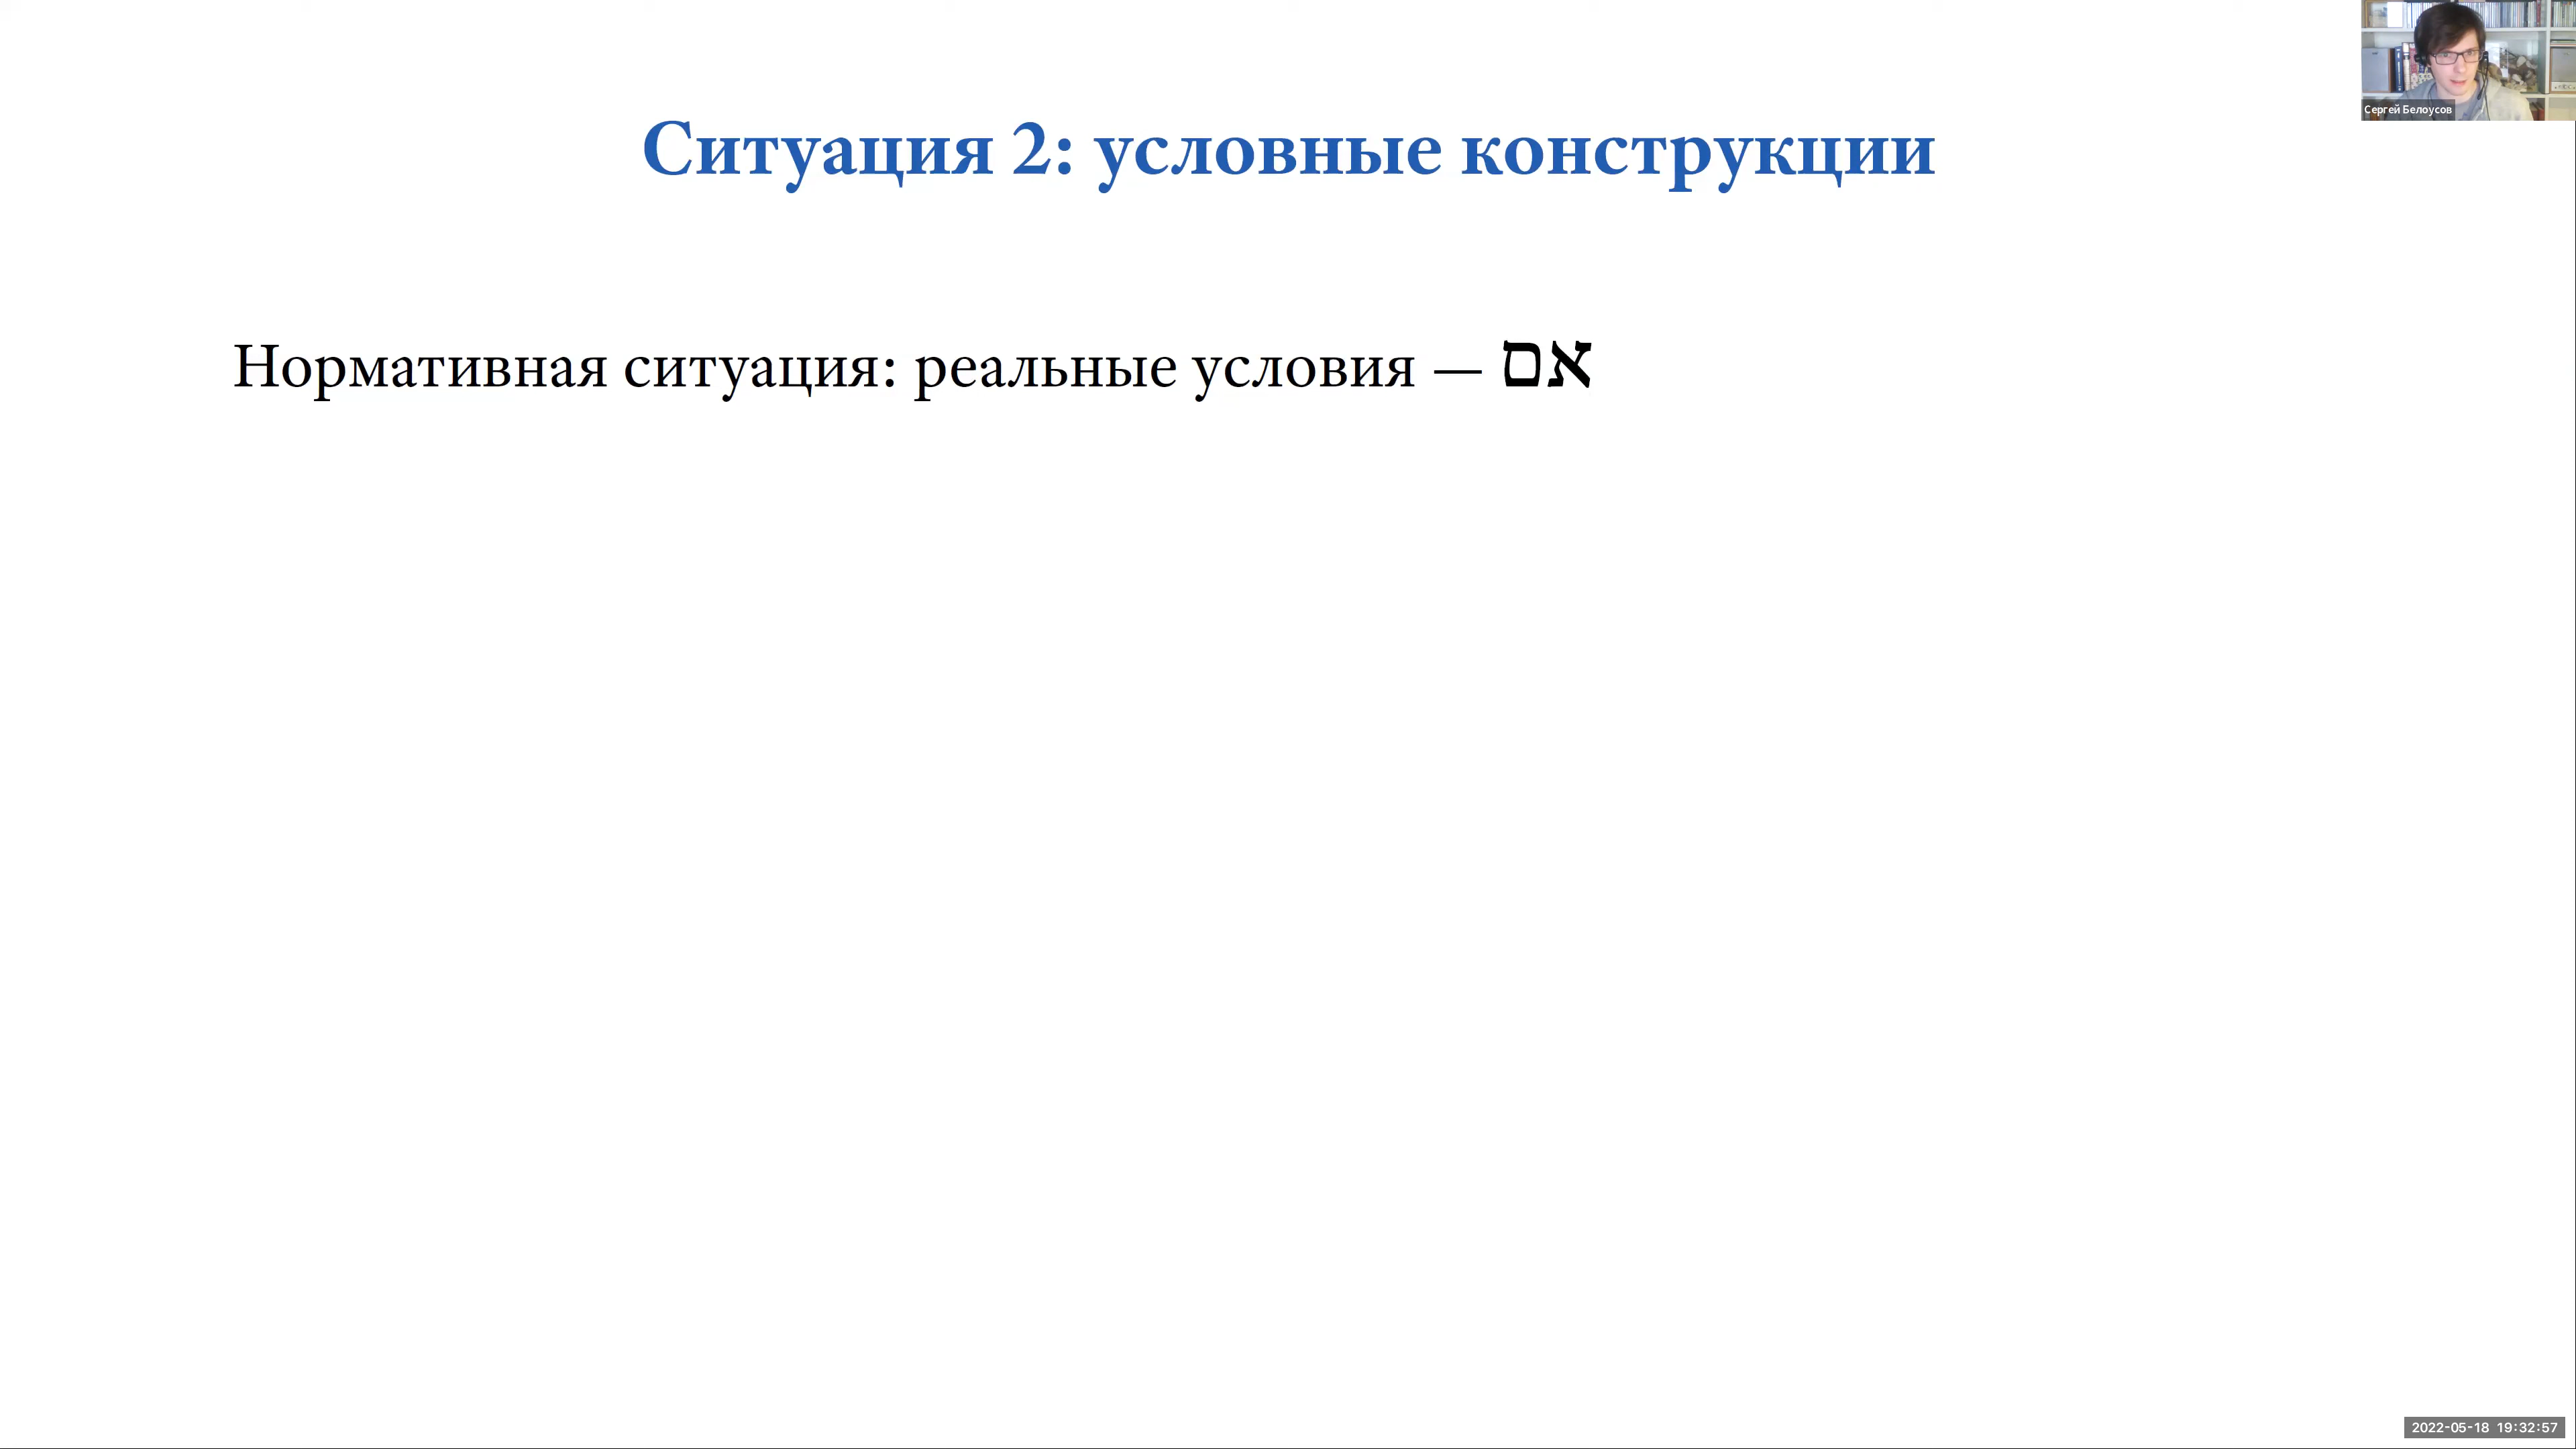 Сергей Белоусов
Ситуация 2: условные конструкции
Нормативная ситуация: реальные условия — אם
2022-05-18 19:32:57